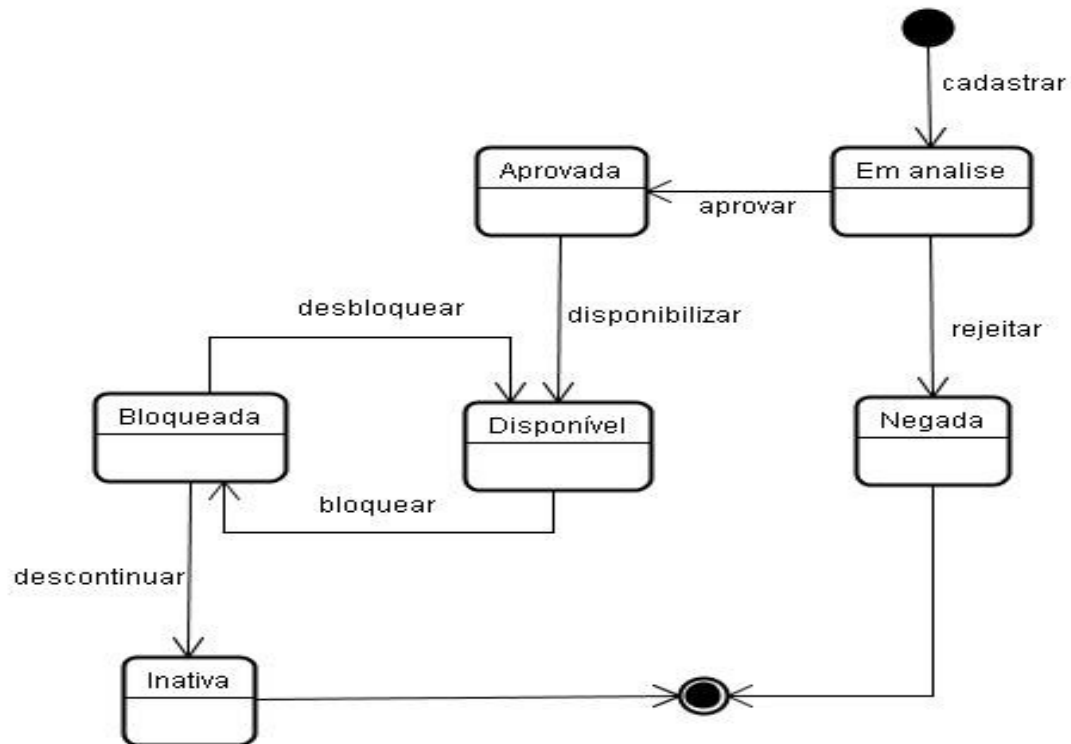 cadastrar
Aprovada
Em analise
aprovar
desbloquear
disponibilizar
rejeitar
Bloqueada
Disponível
Negada
bloquear
descontinuar
Inativa